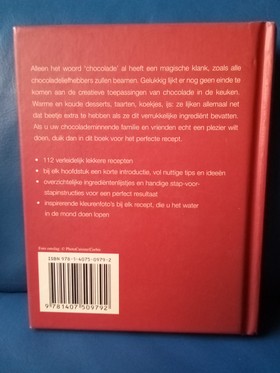 Alleen het woord 'chocolade' al heeft een magische klank, zoals alle
chocoladeliefhebbers zullen beamen. Gelukkig lijkt er nog geen einde te
komen aan de creatieve toepassingen van chocolade in de keuken.
Warme en koude desserts, taarten, koekjes, ijs: ze lijken allemaal net
dat beetje extra te hebben als ze dit verrukkelijke ingrediënt bevatten.
Als u uw chocolademinnende familie en vrienden echt een plezier wilt
doen, duik dan in dit boek voor het perfecte recept.
• 112 verleidelijk lekkere recepten
• bij elk hoofdstuk een korte introductie, vol nuttige tips en ideeën
• overzichtelijke ingrediëntenlijstjes en handige stap-voor-
stapinstructies voor een perfect resultaat
• inspirerende kleurenfoto's bij elk recept, die u het water
in de mond doen lopen
ISBN 978-1-4075-0979-2
9 781407 509792